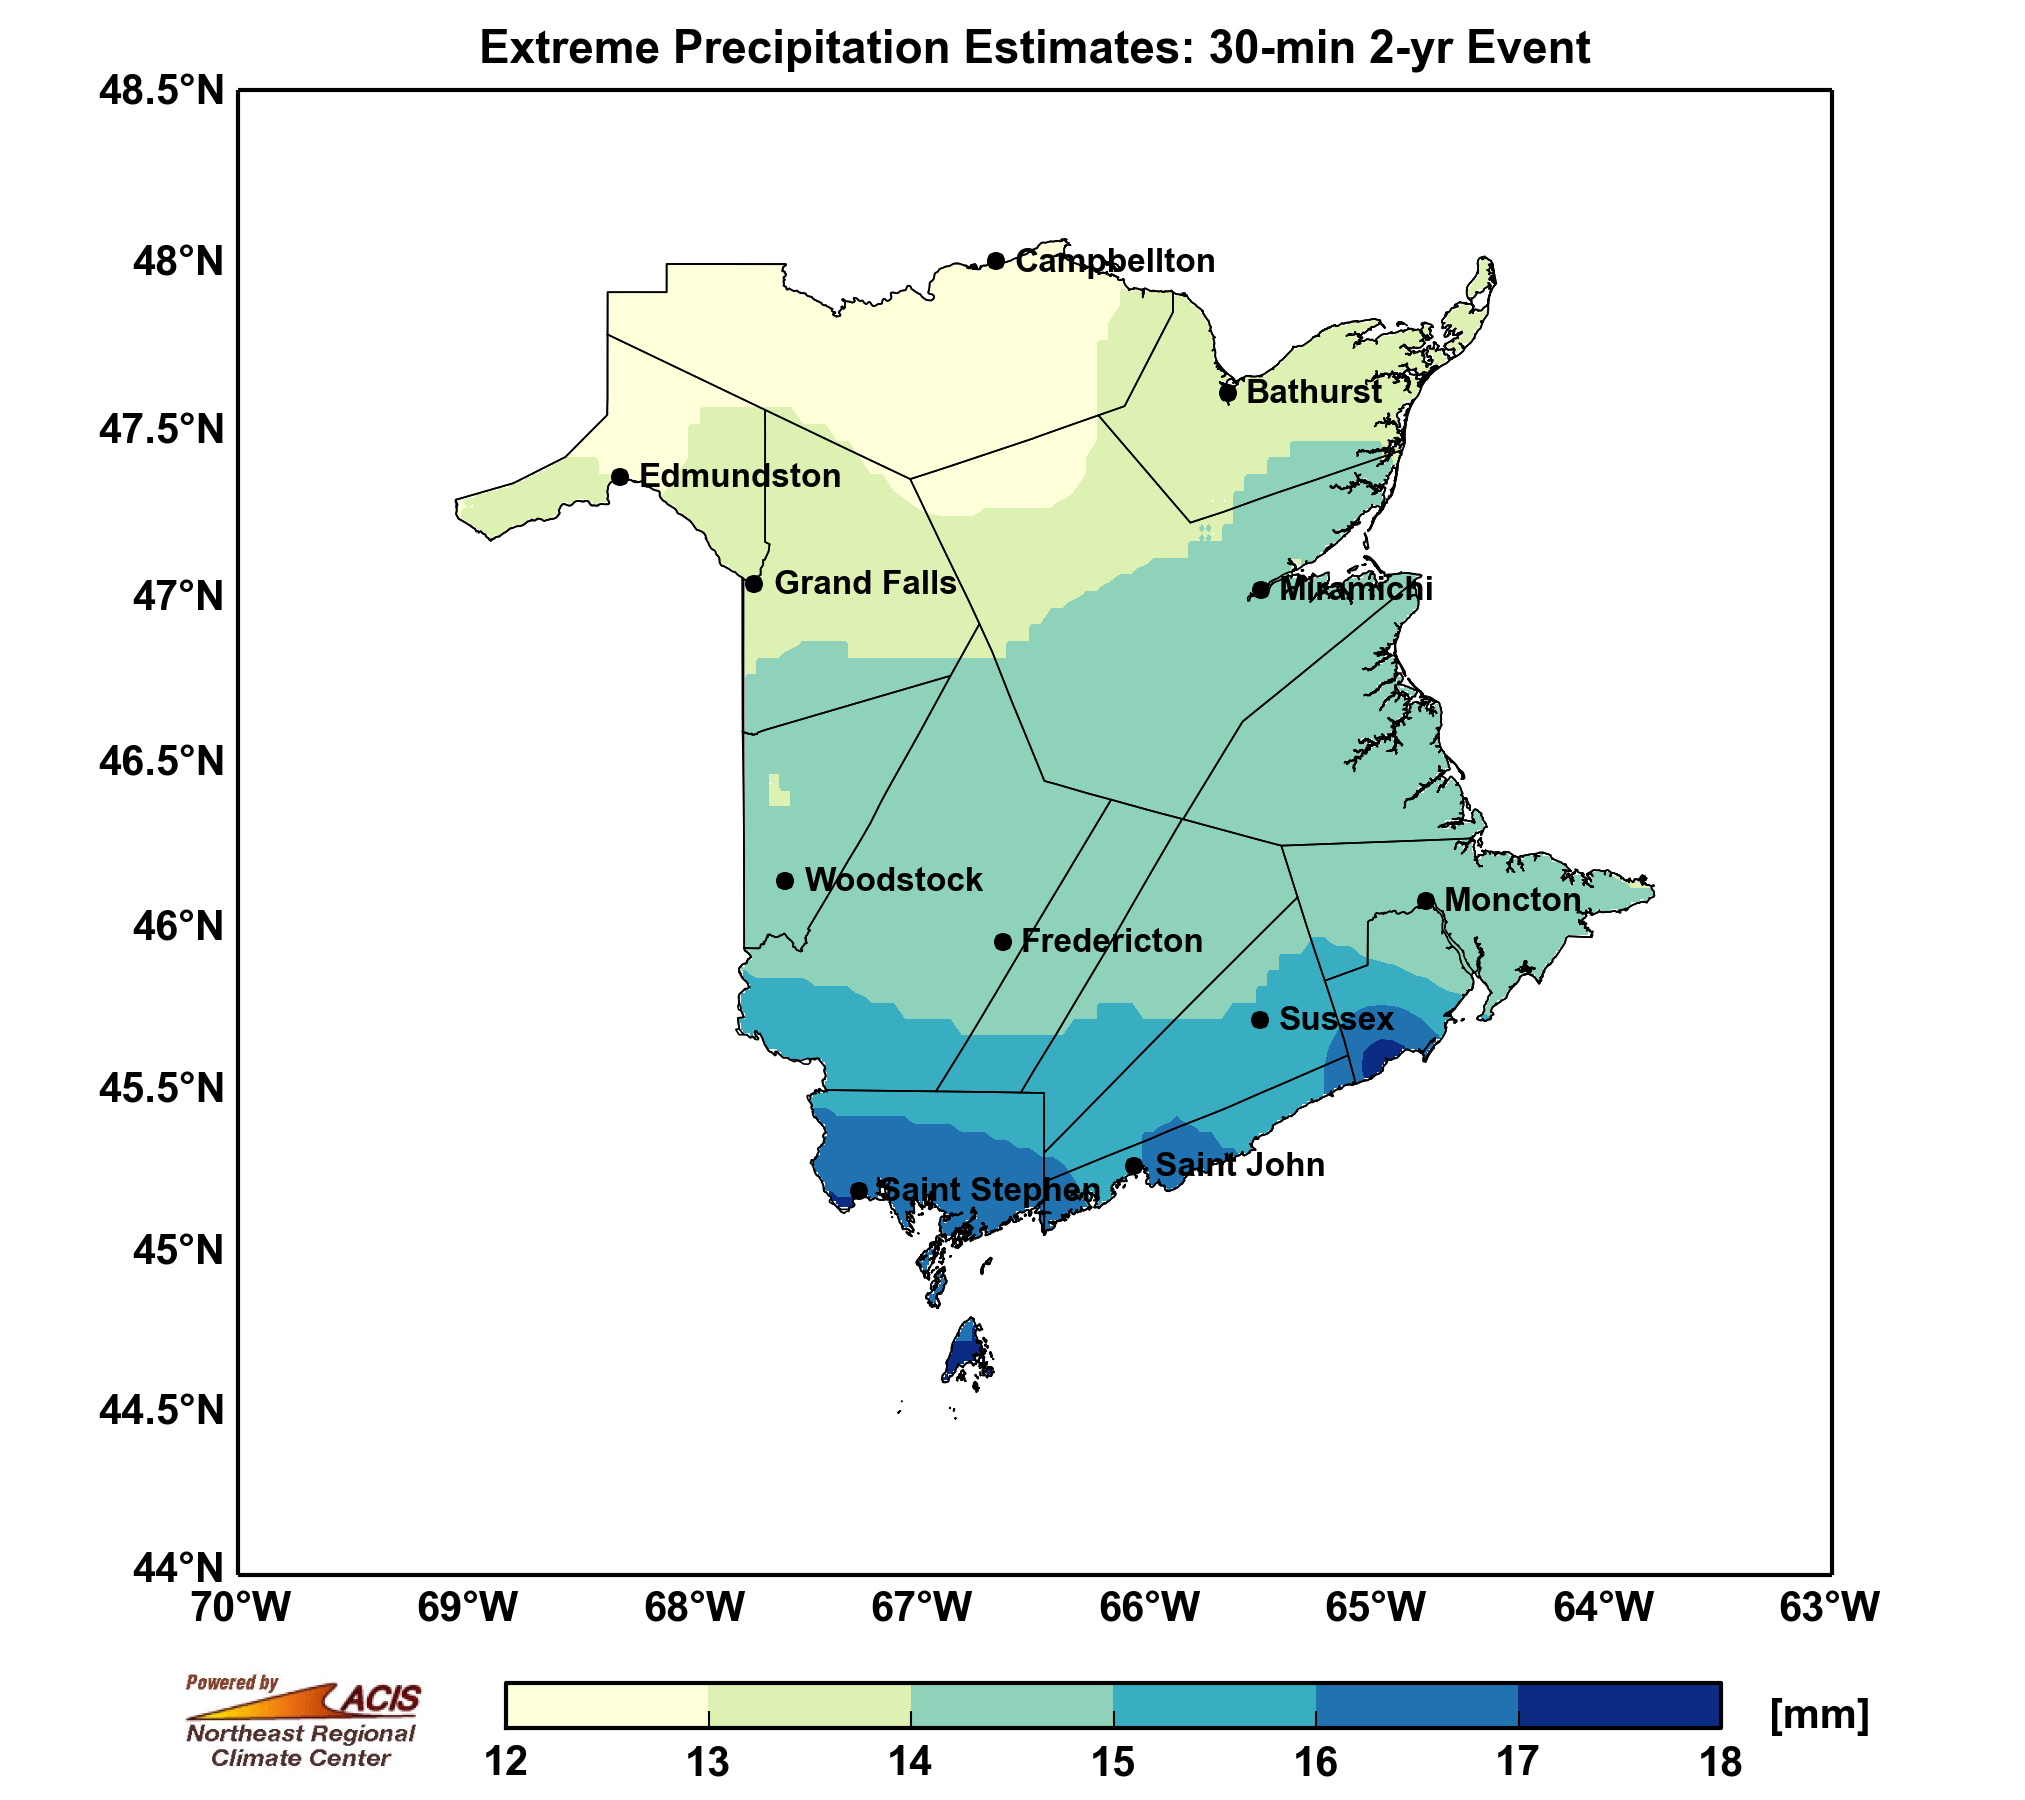 Extreme Precipitation Estimates: 30-min 2-yr Event
48.5°N
48°N
47.5°N
47°N
46.5°N
46°N
45.5°N
45°N
44.5°N
44°N
Campbellton
Bathurst
Edmundston
Grand Falls
Miramichi
Woodstock
Moncton
Fredericton
Sussex
Saint John
Saint Stephen
70°W 69°W 68°W 67°W 66°W 65°W 64°W 63°W
Powered by
ACIS
Northeast Regional
Climate Center
12 13 14 15 16 17 18
[mm]